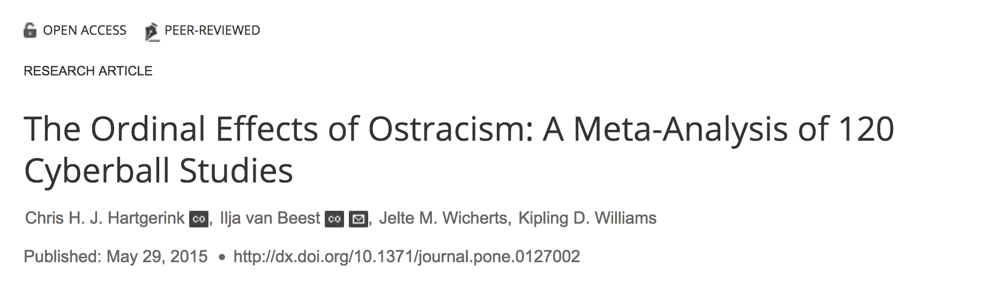 OPEN ACCESS PEER-REVIEWED
RESEARCH ARTICLE
The Ordinal Effects of Ostracism: A Meta-Analysis of 120
Cyberball Studies
Chris H. J. Hartgerink co, Ilja van Beest co, Jelte M. Wicherts, Kipling D. Williams
Published: May 29, 2015 • http://dx.doi.org/10.1371/journal.pone.0127002